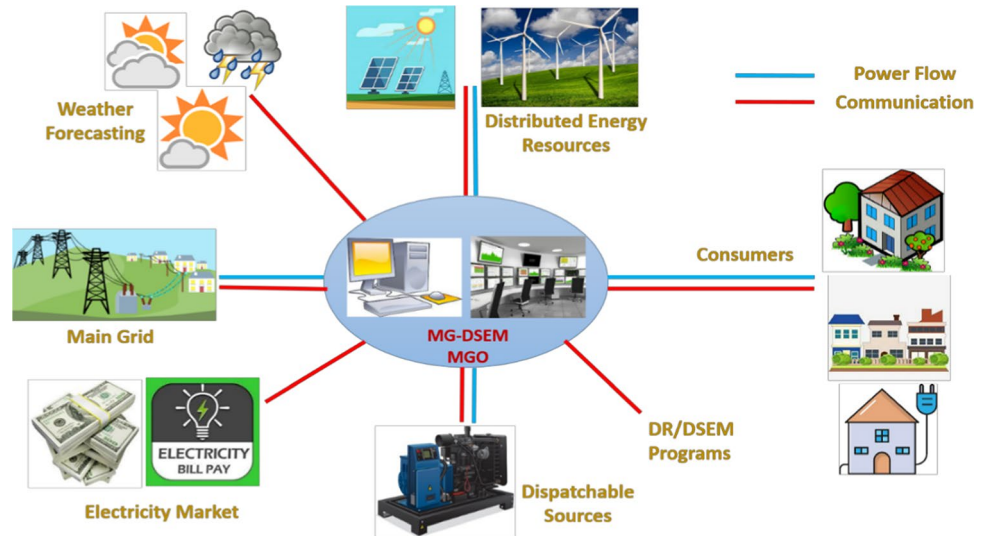 Weather
Forecasting
Distributed Energy
Resources
Power Flow
Communication
Consumers
Main Grid
MG-DSEM
MGO
ELECTRICITY
BILL PAY
Electricity Market
Dispatchable
Sources
DR/DSEM
Programs